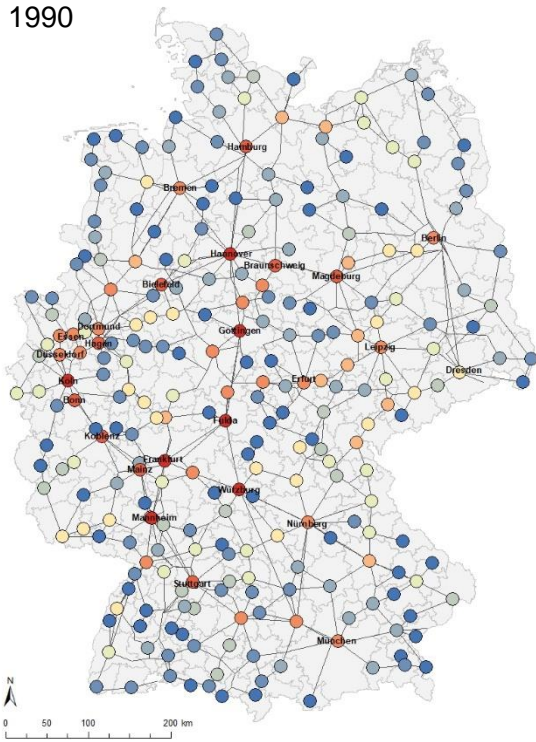 1990
Hamburg
Bremen
Berlin
Hannover
Braunschweig
Magdeburg
Bielefeld
Dortmund
Essen
Hagen
Düsseldorf
Göttingen
Leipzig
Dresden
Köln
Erfurt
Bonn
Fulda
Koblenz
Frankfurt
Mainz
Würzburg
Mannheim
Nürnberg
Stuttgart
München
N
0 50 100 200 km